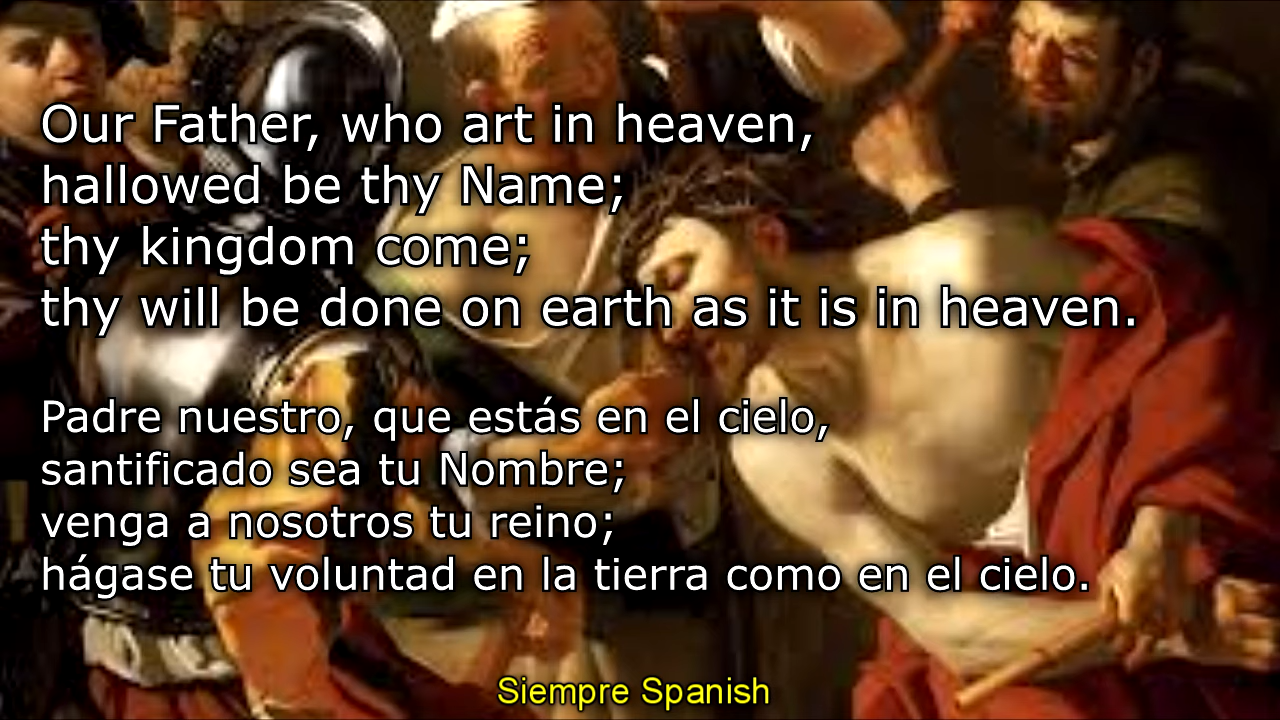 Our Father, who art in heaven,
hallowed be thy Name;
thy kingdom come;
thy will be done on earth as it is in heaven.
Padre nuestro, que estás en el cielo,
santificado sea tu Nombre;
venga a nosotros tu reino;
hágase tu voluntad en la tierra como en el cielo.
Siempre Spanish